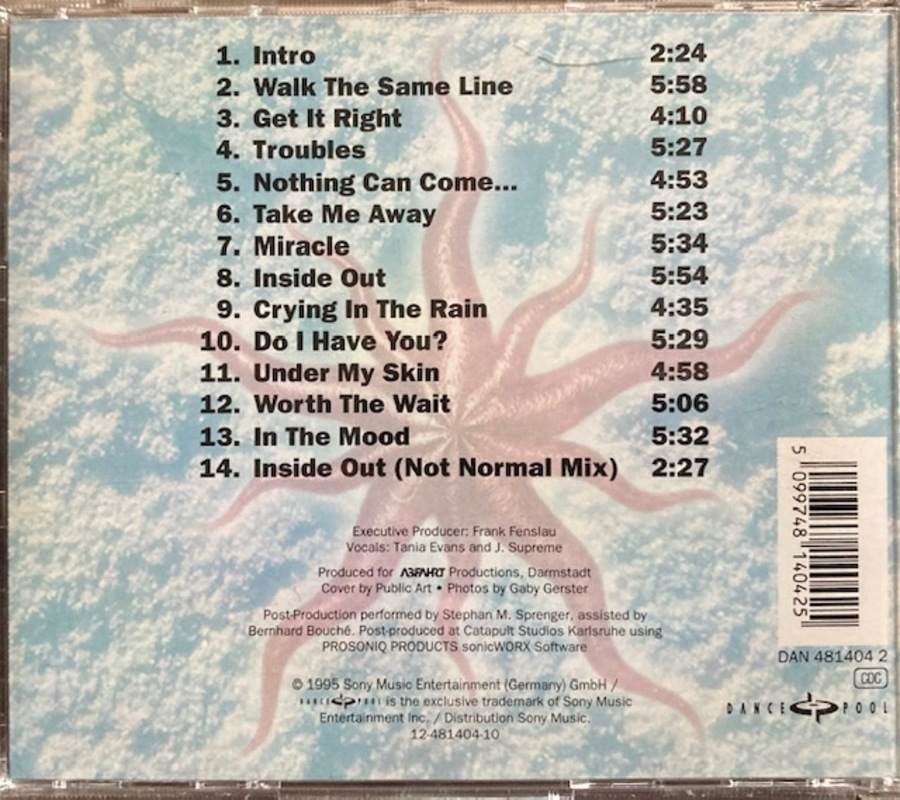 1. Intro 2:24
2. Walk The Same Line 5:58
3. Get It Right 4:10
4. Troubles 5:27
5. Nothing Can Come... 4:53
6. Take Me Away 5:23
7. Miracle 5:34
8. Inside Out 5:54
9. Crying In The Rain 4:35
10. Do I Have You? 5:29
11. Under My Skin 4:58
12. Worth The Wait 5:06
13. In The Mood 5:32
14. Inside Out (Not Normal Mix) 2:27
Executive Producer: Frank Fenslau
Vocals: Tania Evans and J. Supreme
Produced for ABFAHRT Productions, Darmstadt
Cover by Public Art • Photos by Gaby Gerster
Post-Production performed by Stephan M. Sprenger, assisted by
Bernhard Bouché. Post-produced at Catapult Studios Karlsruhe using
PROSONIQ PRODUCTS sonicWORX Software
© 1995 Sony Music Entertainment (Germany) GmbH /
DANCE POOL is the exclusive trademark of Sony Music
Entertainment Inc. / Distribution Sony Music.
12-481404-10
5 099748 140425
DAN 481404 2
CDC
DANCE POOL